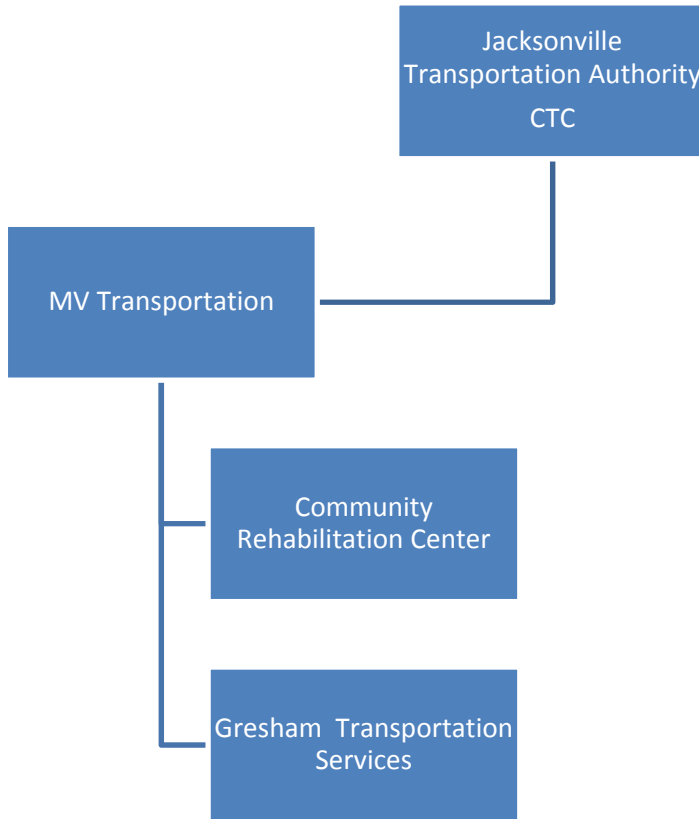 Jacksonville
Transportation Authority
CTC
MV Transportation
Community
Rehabilitation Center
Gresham  Transportation
Services